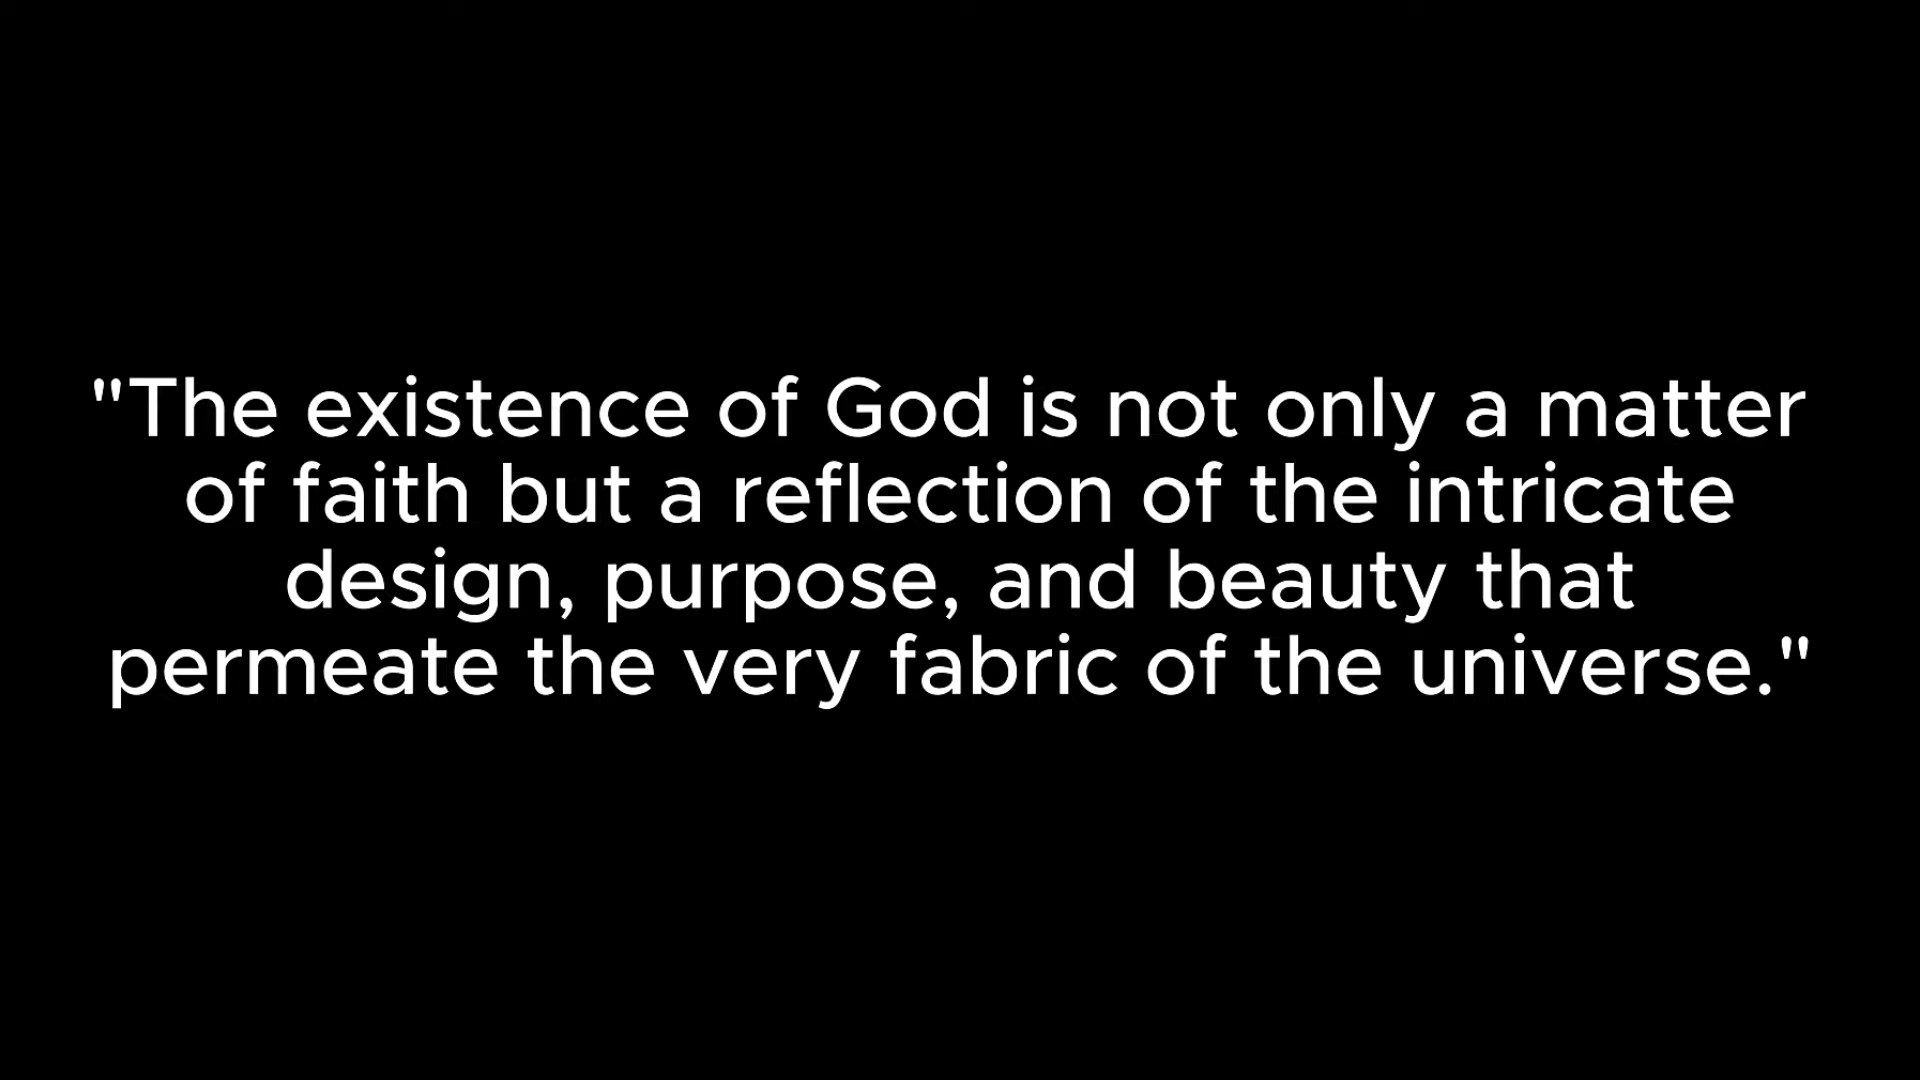 "The existence of God is not only a matter
of faith but a reflection of the intricate
design, purpose, and beauty that
permeate the very fabric of the universe."